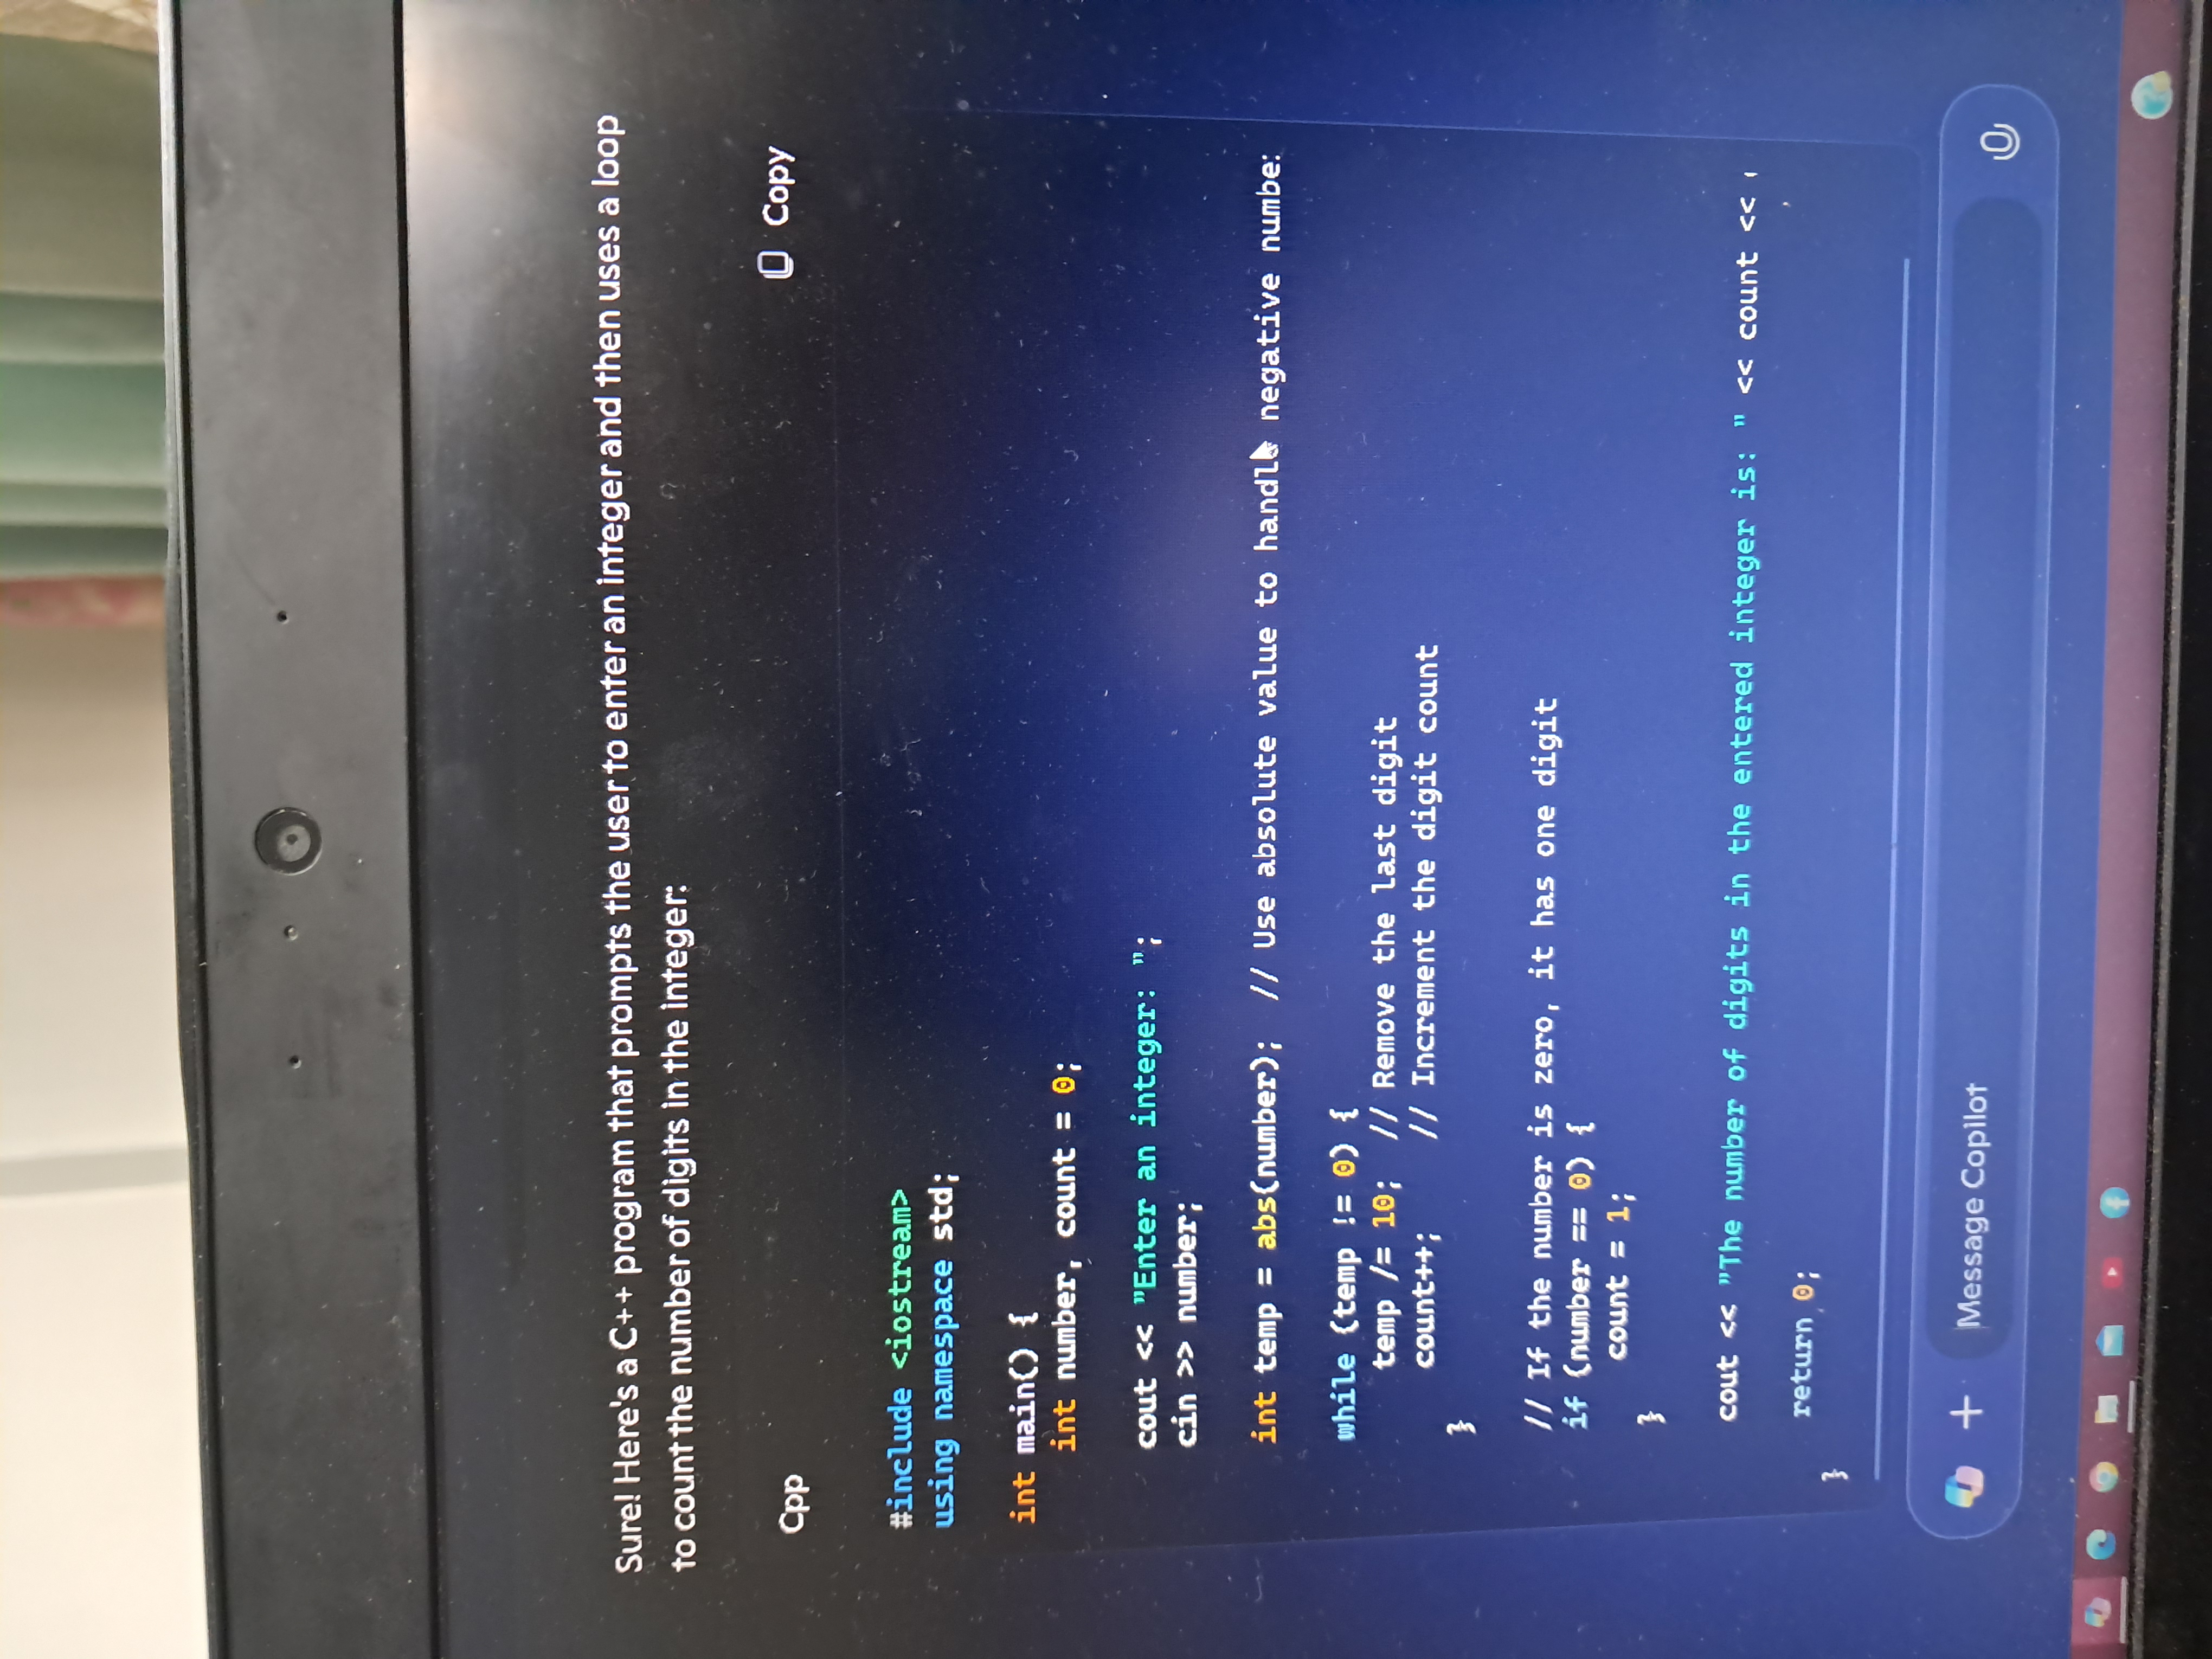 Sure! Here's a C++ program that prompts the user to enter an integer and then uses a loop
to count the number of digits in the integer:
Cpp
Copy
#include <iostream>
using namespace std;
int main() {
int number, count = 0;
cout << "Enter an integer: ";
cin >> number;
int temp = abs(number); // Use absolute value to handle negative numbe
while (temp != 0) {
temp /= 10; // Remove the last digit
count++; // Increment the digit count
}
// If the number is zero, it has one digit
if (number == 0) {
count = 1;
}
cout << "The number of digits in the entered integer is: " << count <<
return 0;
}
Message Copilot